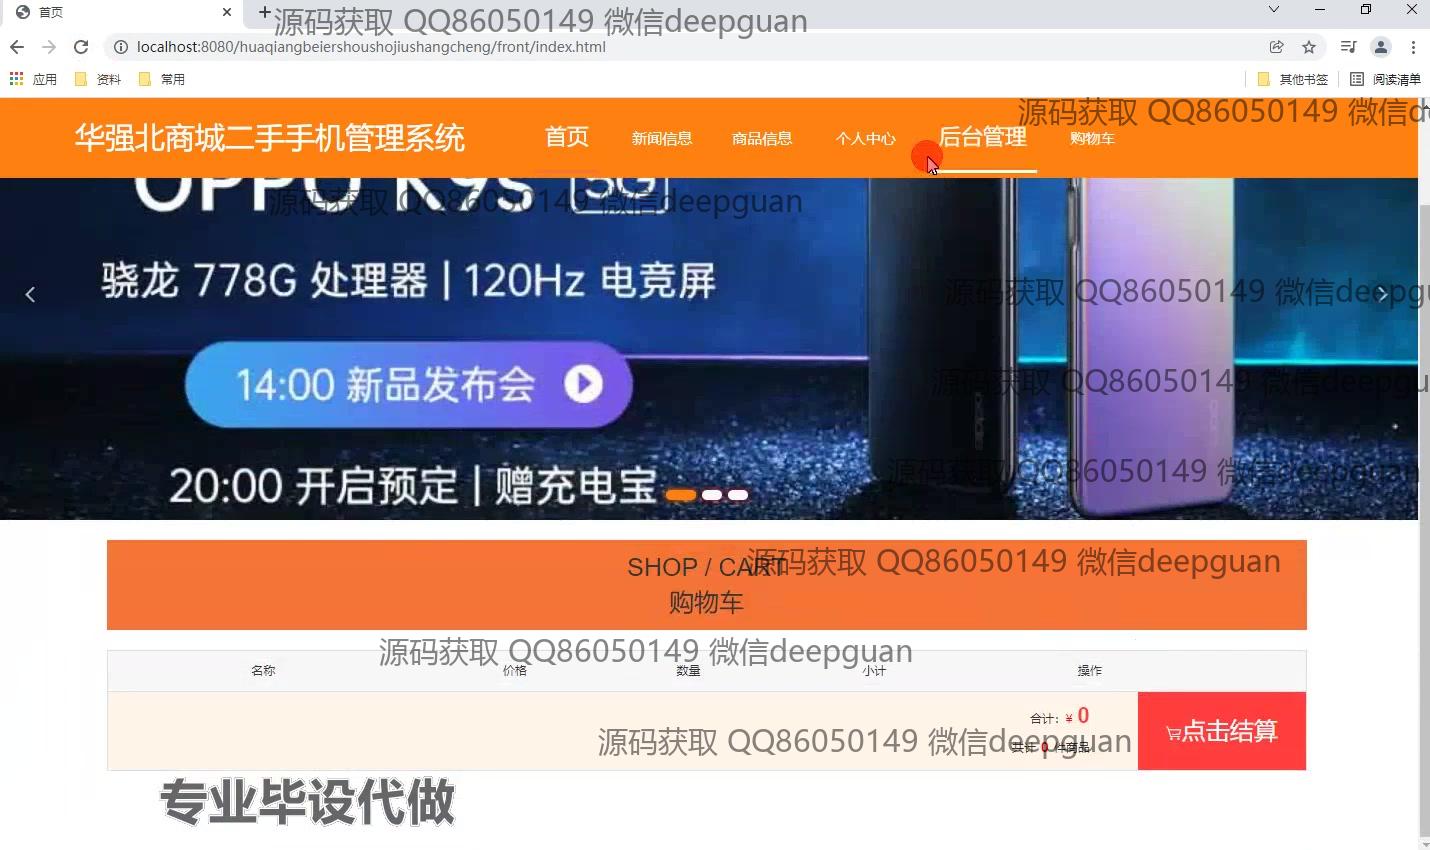 首页
源码获取 QQ86050149 微信deepguan
localhost:8080/huaqiangbeiershoushojiushangcheng/front/index.html
应用 资料 常用 其他书签 阅读清单
源码获取 QQ86050149 微信de
华强北商城二手手机管理系统 首页 新闻信息 商品信息 个人中心 后台管理 购物车
OPPO K9s 5G
源码获取 QQ86050149 微信deepguan
骁龙 778G 处理器 | 120Hz 电竞屏
源码获取 QQ86050149 微信deepgu
14:00 新品发布会
源码获取 QQ86050149 微信deepgu
20:00 开启预定 | 赠充电宝
源码获取 QQ86050149 微信deepguan
SHOP / CART
源码获取 QQ86050149 微信deepguan
购物车
源码获取 QQ86050149 微信deepguan
名称 价格 数量 小计 操作
合计：¥ 0
点击结算
源码获取 QQ86050149 微信deepguan
共计 0 件商品
专业毕设代做